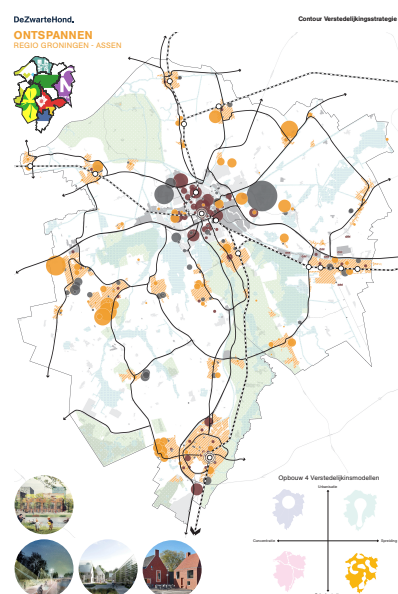 DeZwarteHond.
Contour Verstedelijkingsstrategie
ONTSPANNEN
REGIO GRONINGEN - ASSEN
Opbouw 4 Verstedelijkinsmodellen
Urbanisatie
Concentratie
Spreiding